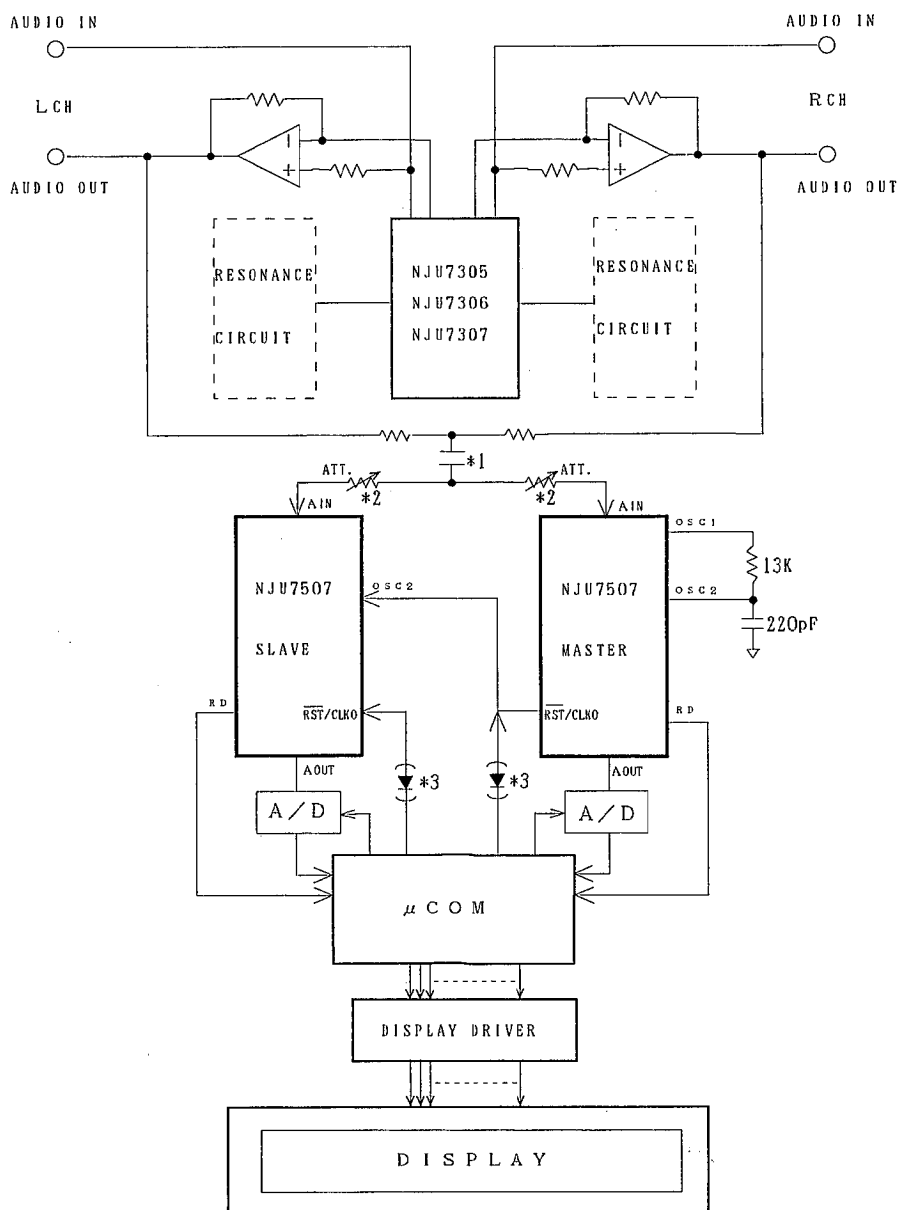 AUDIO IN
AUDIO IN
L CH
R CH
AUDIO OUT
AUDIO OUT
RESONANCE
CIRCUIT
NJU7305
NJU7306
NJU7307
RESONANCE
CIRCUIT
*1
ATT.
*2
ATT.
*2
AIN
AIN
NJU7507
SLAVE
OSC2
RST/CLKO
RD
AOUT
NJU7507
MASTER
OSC1
13K
OSC2
220pF
RST/CLKO
RD
AOUT
*3
*3
A/D
A/D
μCOM
DISPLAY DRIVER
DISPLAY